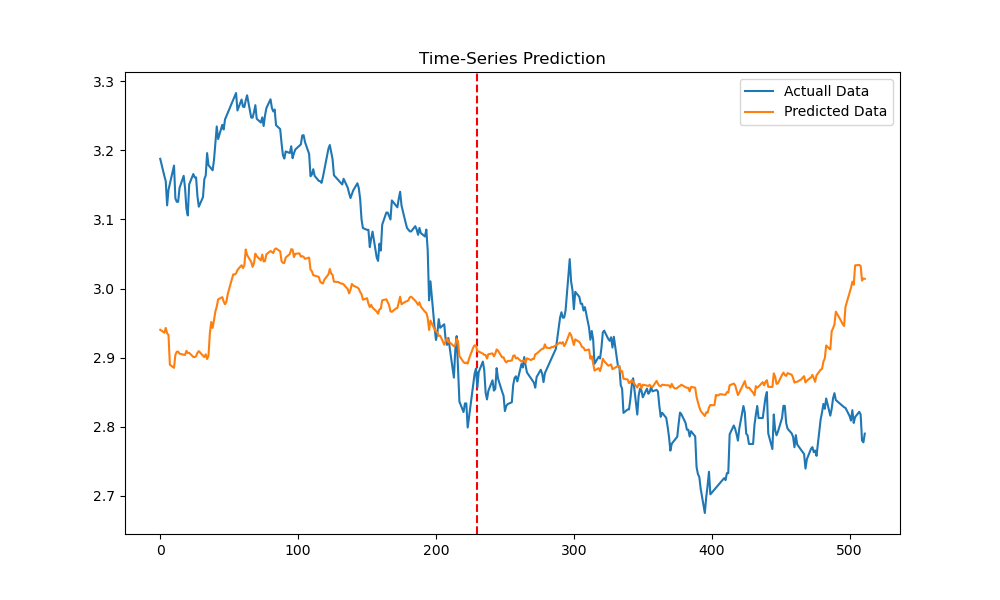 Time-Series Prediction
Actuall Data
Predicted Data
3.3
3.2
3.1
3.0
2.9
2.8
2.7
0 100 200 300 400 500